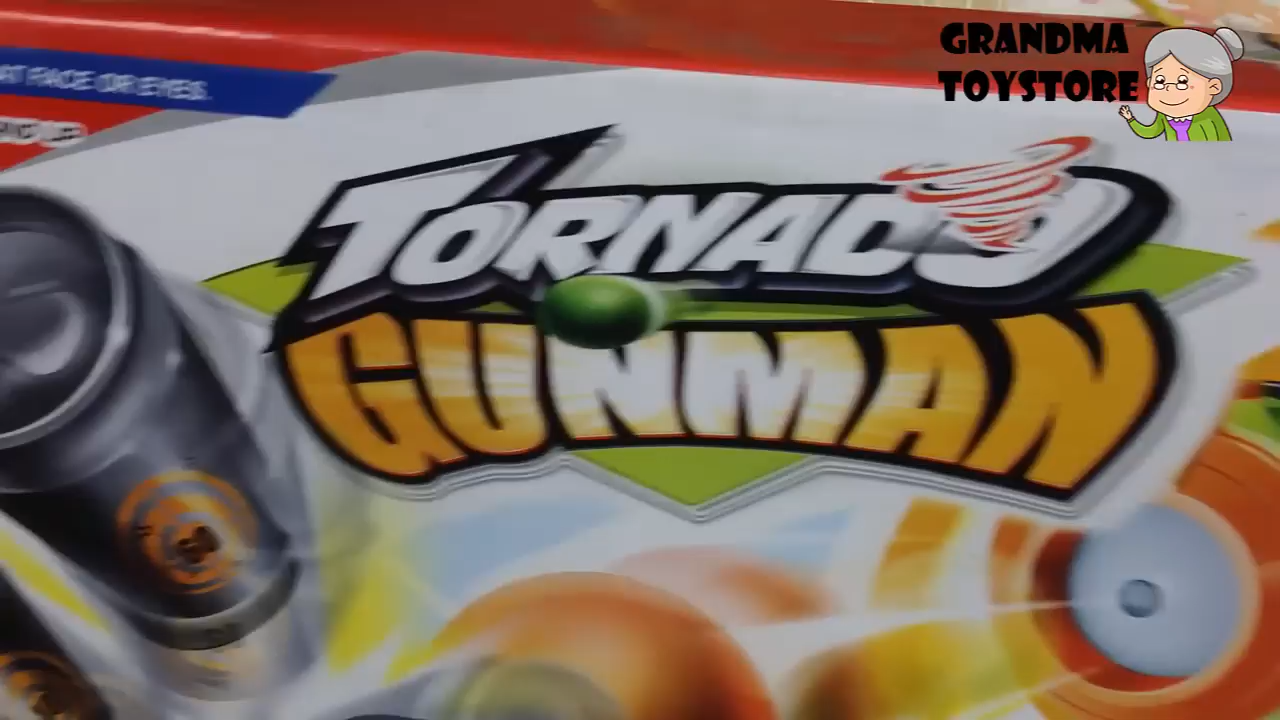 GRANDMA
TOYSTORE
AT FACE OR EYES.
TORNADO
GUNMAN